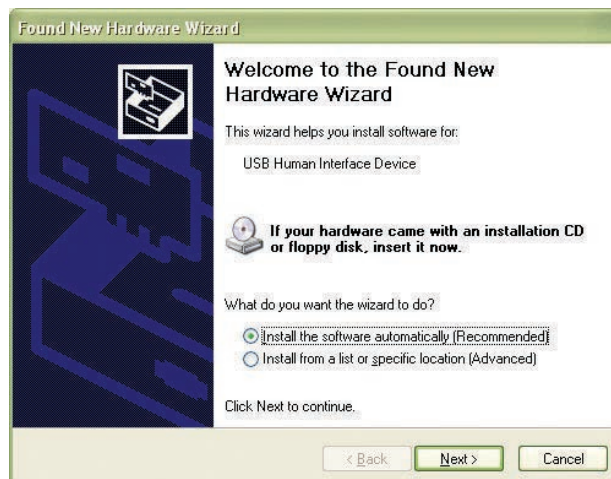 Found New Hardware Wizard
Welcome to the Found New
Hardware Wizard
This wizard helps you install software for:
USB Human Interface Device
If your hardware came with an installation CD
or floppy disk, insert it now.
What do you want the wizard to do?
Install the software automatically (Recommended)
Install from a list or specific location (Advanced)
Click Next to continue.
< Back Next > Cancel